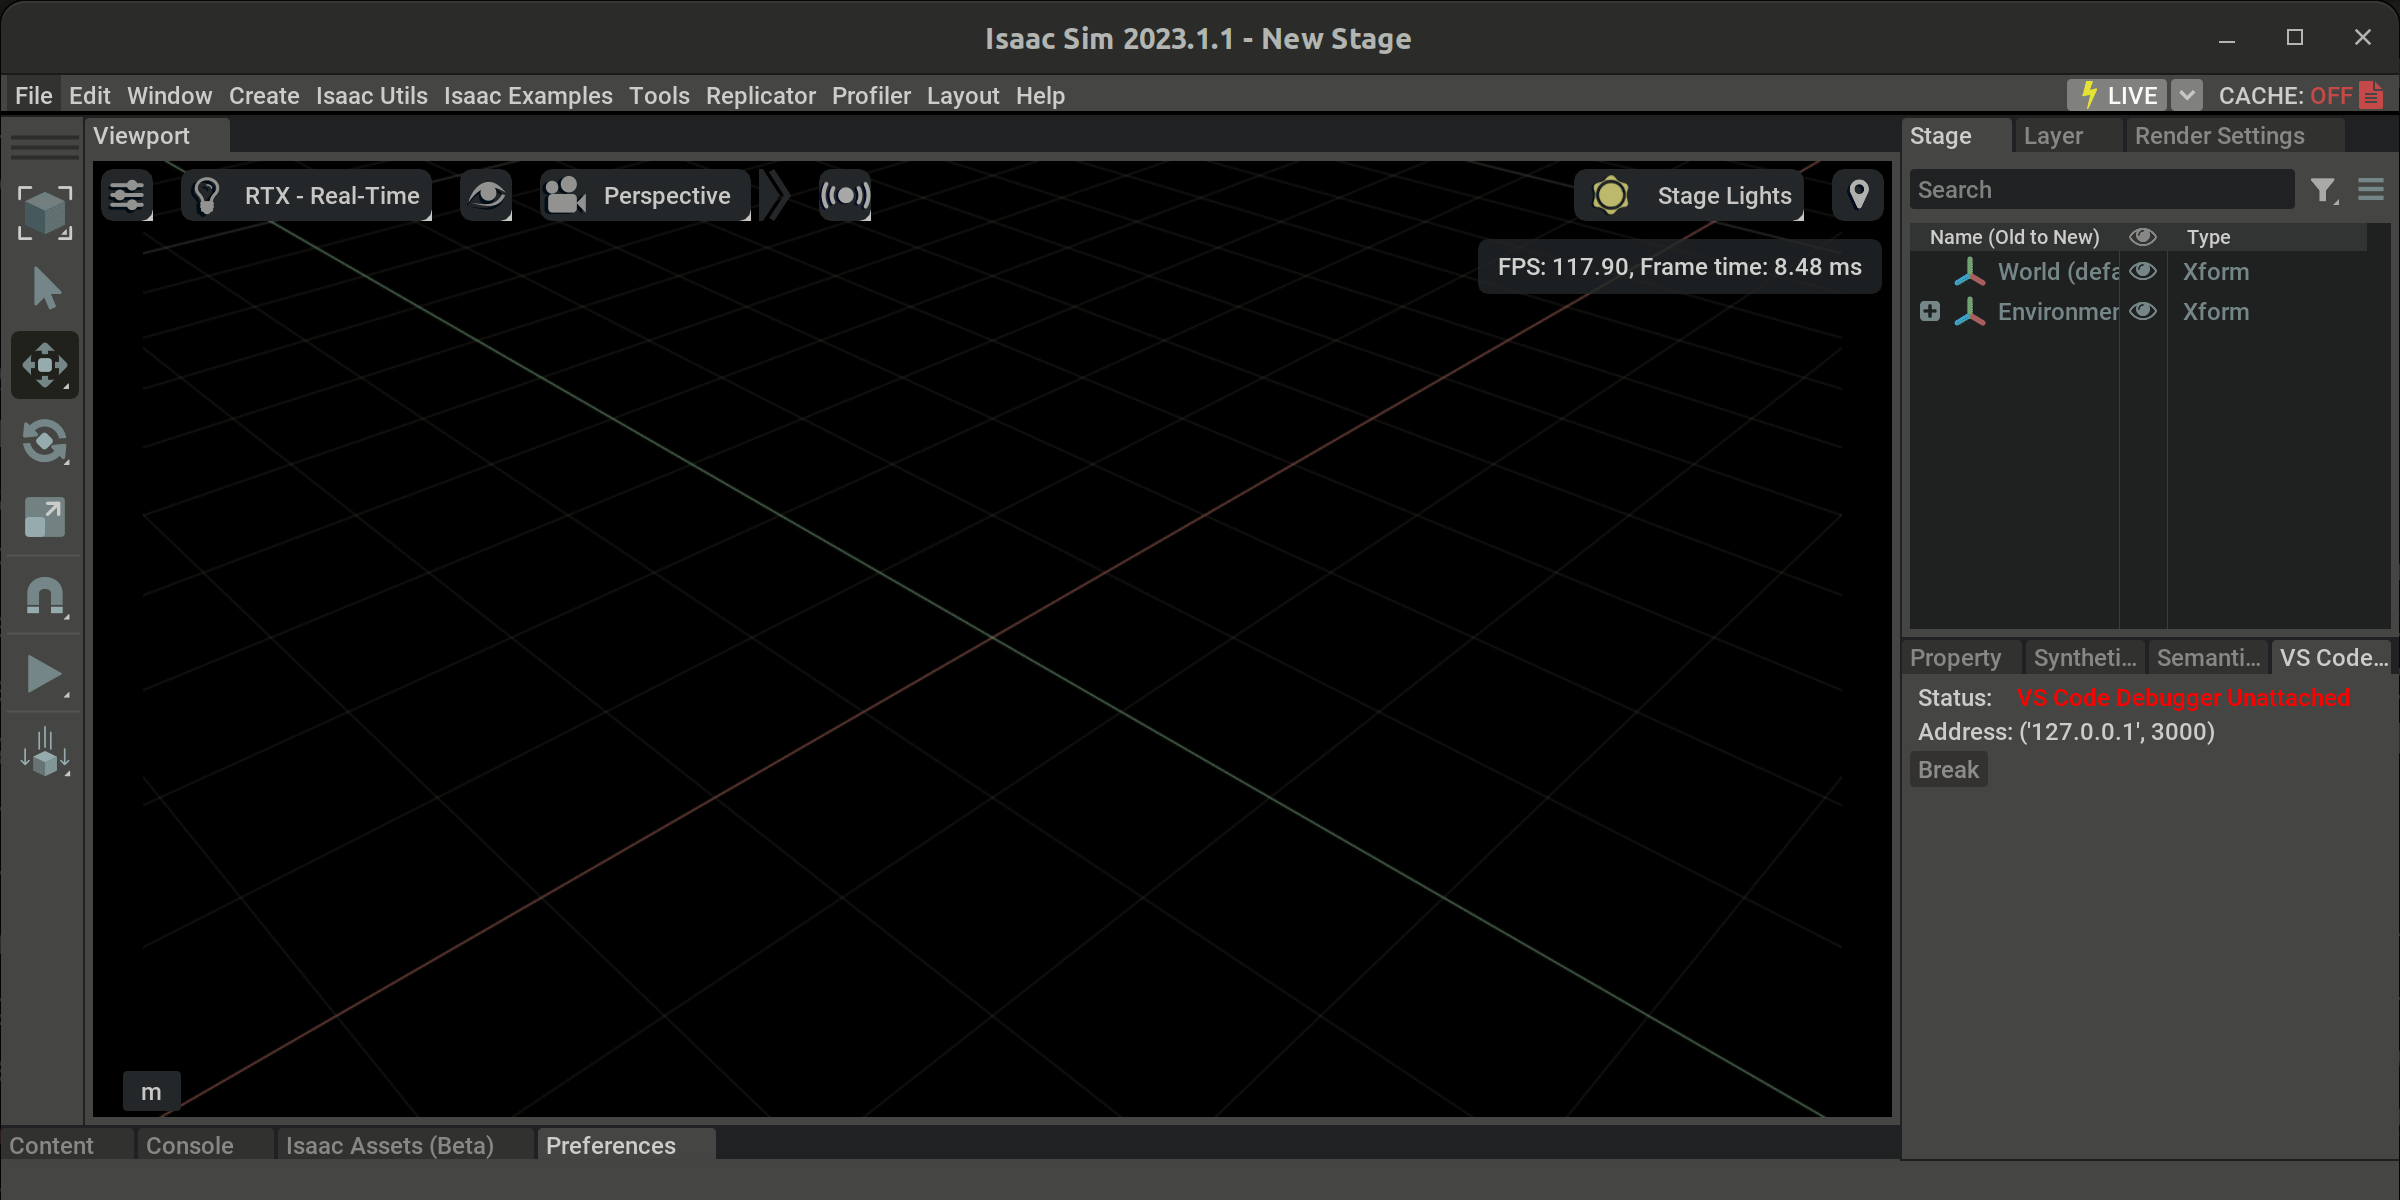 Isaac Sim 2023.1.1 - New Stage
File Edit Window Create Isaac Utils Isaac Examples Tools Replicator Profiler Layout Help LIVE CACHE: OFF
Viewport
Stage Layer Render Settings
RTX - Real-Time Perspective Stage Lights
Search
FPS: 117.90, Frame time: 8.48 ms
Name (Old to New) Type
World (defa Xform
Environmen Xform
Property Syntheti... Semanti... VS Code...
Status: VS Code Debugger Unattached
Address: ('127.0.0.1', 3000)
Break
m
Content Console Isaac Assets (Beta) Preferences